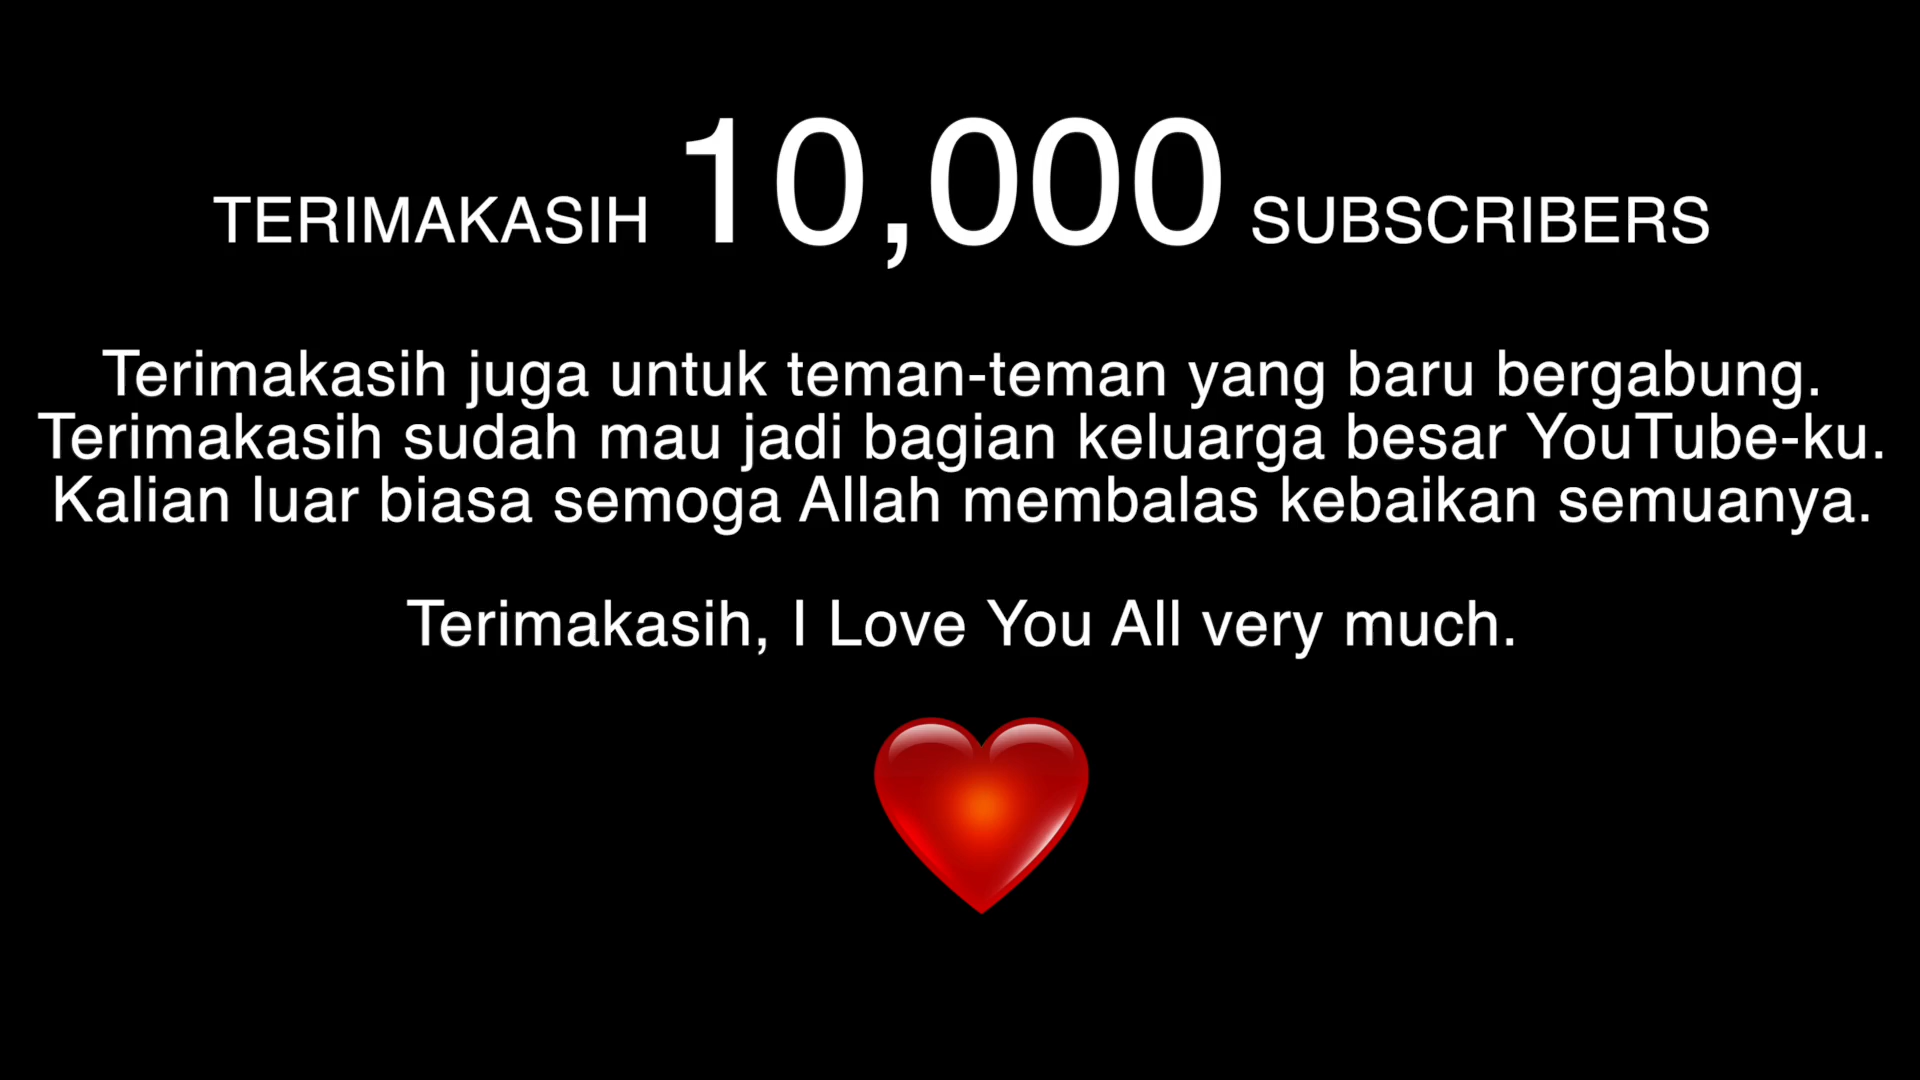 TERIMAKASIH 10,000 SUBSCRIBERS
Terimakasih juga untuk teman-teman yang baru bergabung.
Terimakasih sudah mau jadi bagian keluarga besar YouTube-ku.
Kalian luar biasa semoga Allah membalas kebaikan semuanya.
Terimakasih, I Love You All very much.